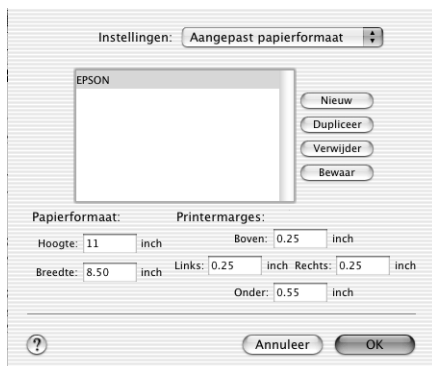 Instellingen: Aangepast papierformaat
EPSON
Nieuw
Dupliceer
Verwijder
Bewaar
Papierformaat: Printermarges:
Hoogte: 11 inch Boven: 0.25 inch
Breedte: 8.50 inch Links: 0.25 inch Rechts: 0.25 inch
Onder: 0.55 inch
? Annuleer OK